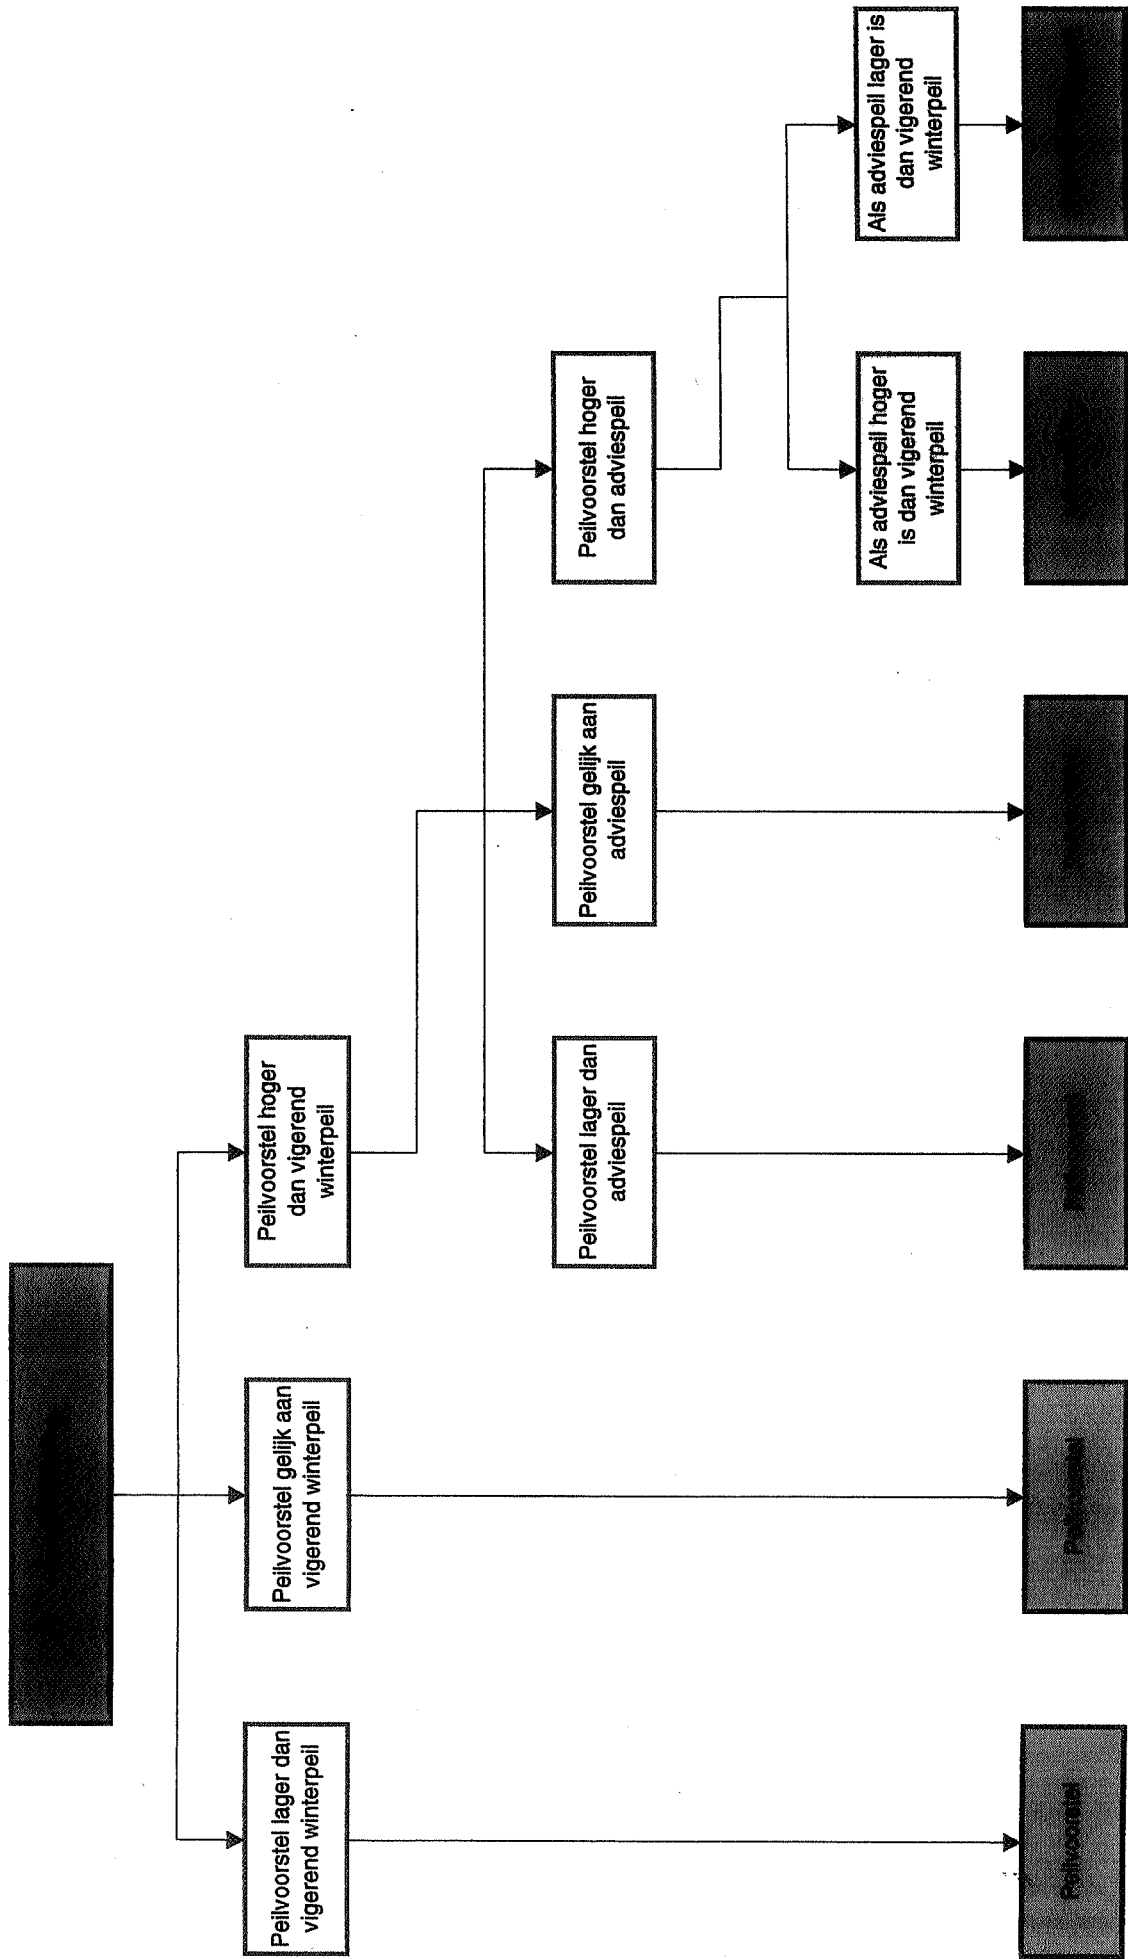 Peilvoorstel lager dan
vigerend winterpeil
Peilvoorstel gelijk aan
vigerend winterpeil
Peilvoorstel hoger
dan vigerend
winterpeil
Peilvoorstel lager dan
adviespeil
Peilvoorstel gelijk aan
adviespeil
Peilvoorstel hoger
dan adviespeil
Als adviespeil hoger
is dan vigerend
winterpeil
Als adviespeil lager is
dan vigerend
winterpeil
Peilvoorstel
Peilvoorstel